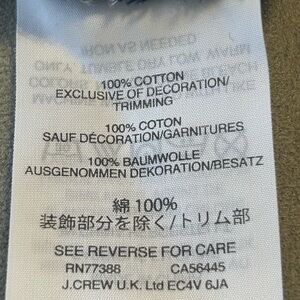 100% COTTON
EXCLUSIVE OF DECORATION/
TRIMMING
100% COTON
SAUF DÉCORATION/GARNITURES
100% BAUMWOLLE
AUSGENOMMEN DEKORATION/BESATZ
綿 100%
装飾部分を除く/トリム部
SEE REVERSE FOR CARE
RN77388 CA56445
J.CREW U.K. Ltd EC4V 6JA